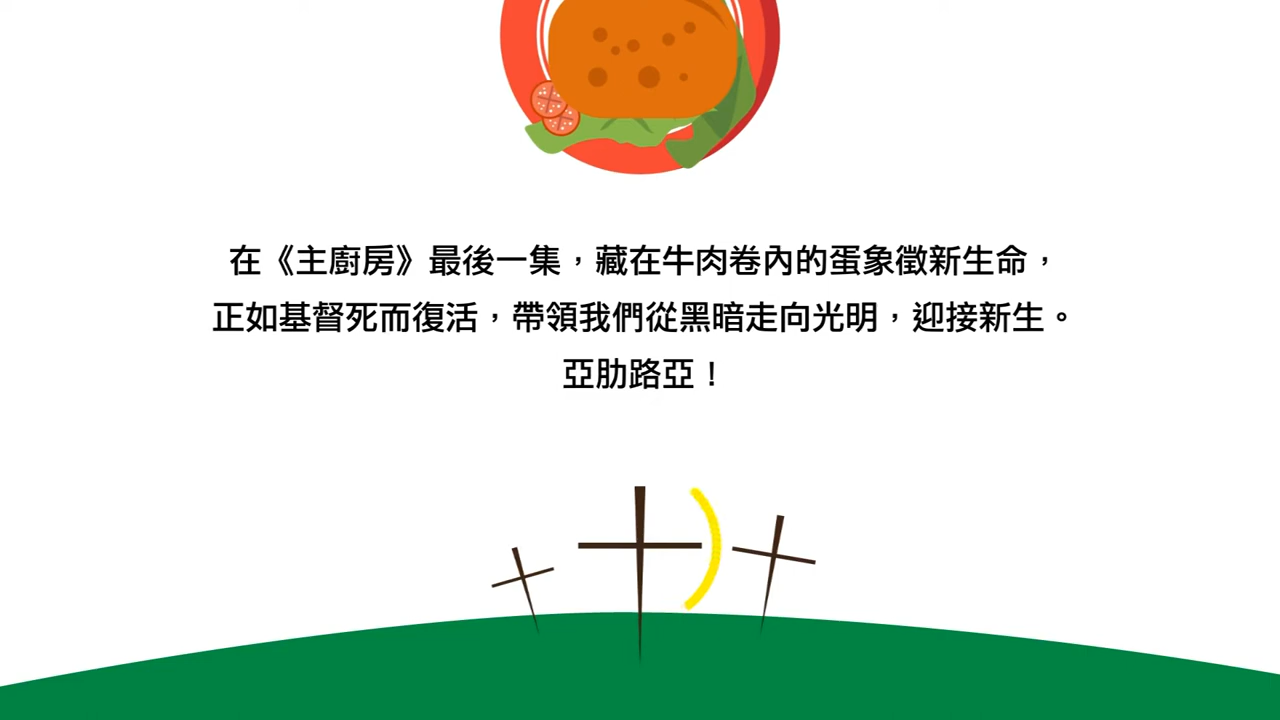 在《主廚房》最後一集，藏在牛肉卷內的蛋象徵新生命，
正如基督死而復活，帶領我們從黑暗走向光明，迎接新生。
亞肋路亞！